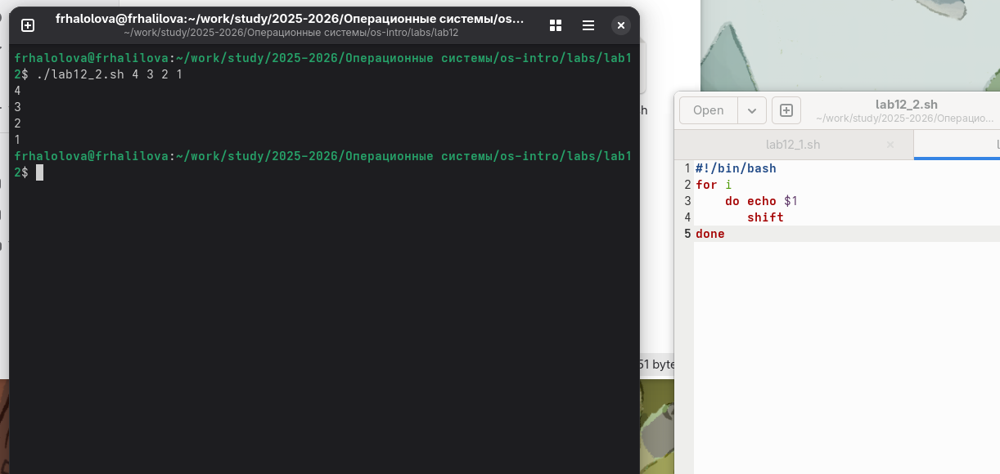 frhalolova@frhalilova:~/work/study/2025-2026/Операционные системы/os...
~/work/study/2025-2026/Операционные системы/os-intro/labs/lab12
frhalolova@frhalilova:~/work/study/2025-2026/Операционные системы/os-intro/labs/lab1
2$ ./lab12_2.sh 4 3 2 1
4
3
2
1
frhalolova@frhalilova:~/work/study/2025-2026/Операционные системы/os-intro/labs/lab1
2$
h
51 byte
Open
lab12_2.sh
~/work/study/2025-2026/Операцио...
lab12_1.sh
1 #!/bin/bash
2 for i
3     do echo $1
4        shift
5 done